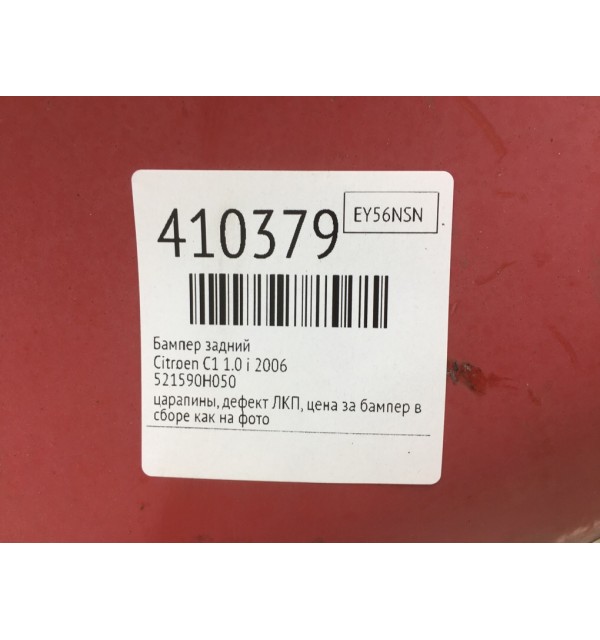 410379
EY56NSN
Бампер задний
Citroen C1 1.0 i 2006
521590H050
царапины, дефект ЛКП, цена за бампер в
сборе как на фото